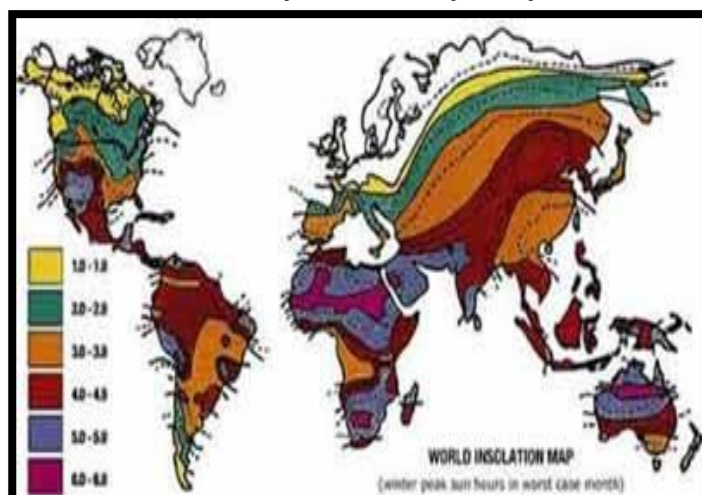 1.0 - 1.9
2.0 - 2.9
3.0 - 3.9
4.0 - 4.9
5.0 - 5.9
6.0 - 6.9
WORLD INSOLATION MAP
(winter peak sun hours in worst case month)